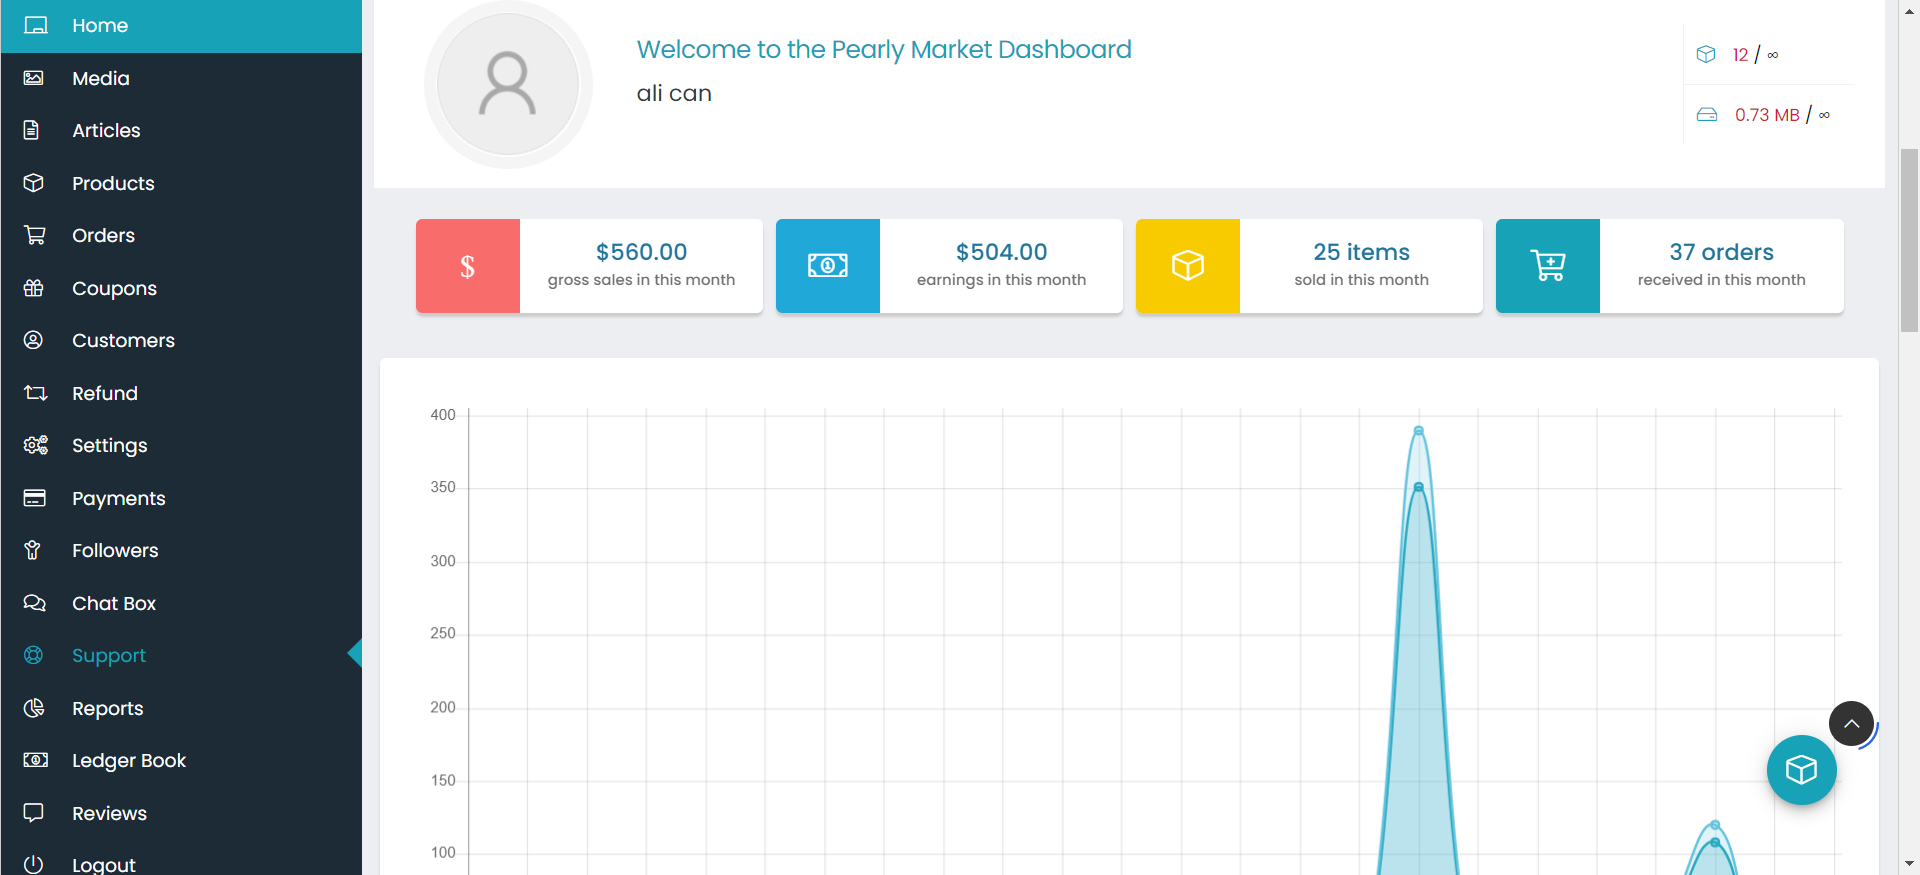 Home
Media
Articles
Products
Orders
Coupons
Customers
Refund
Settings
Payments
Followers
Chat Box
Support
Reports
Ledger Book
Reviews
Logout
Welcome to the Pearly Market Dashboard
ali can
12 / ∞
0.73 MB / ∞
$
$560.00
gross sales in this month
$504.00
earnings in this month
25 items
sold in this month
37 orders
received in this month
400
350
300
250
200
150
100